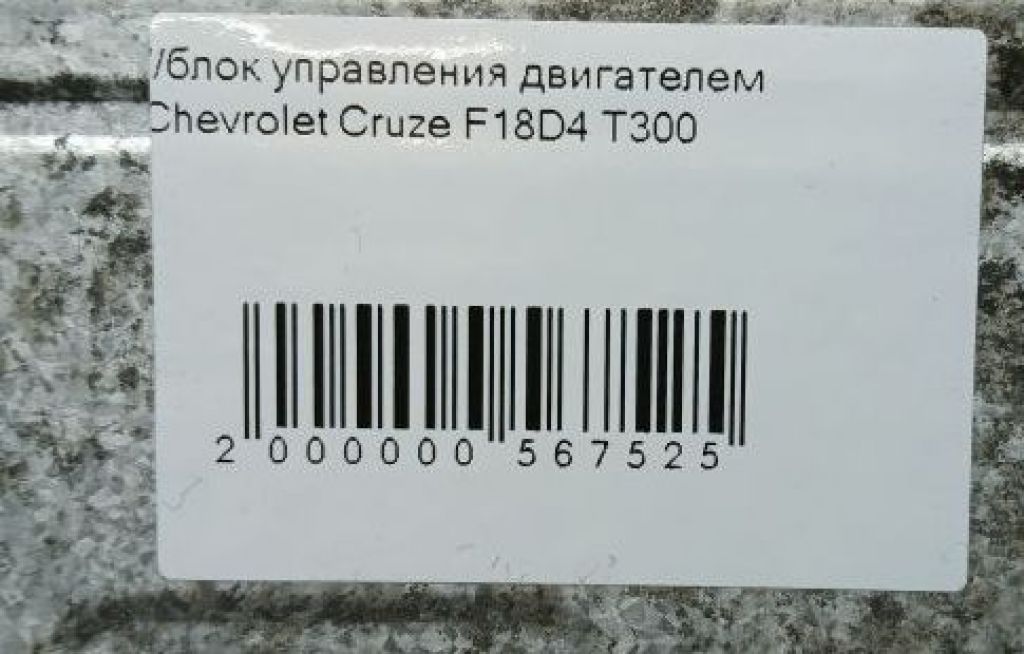 /блок управления двигателем
Chevrolet Cruze F18D4 T300
2 000000 567525